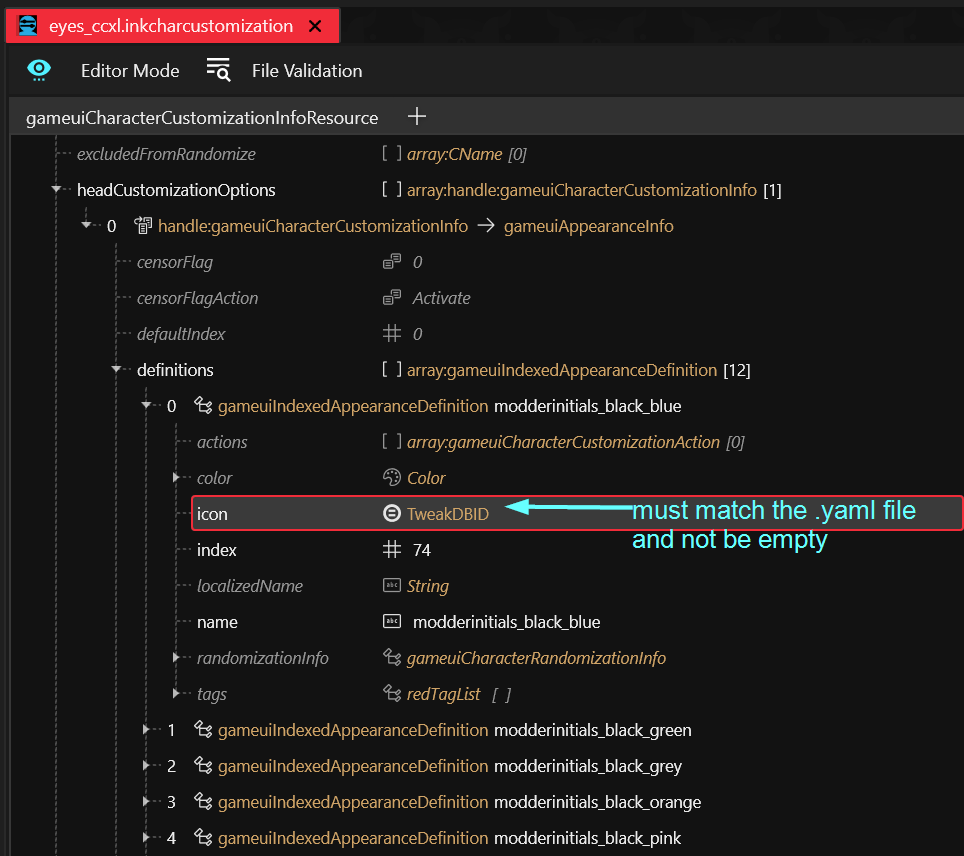 eyes_ccxl.inkcharcustomization ×
Editor Mode File Validation
gameuiCharacterCustomizationInfoResource +
excludedFromRandomize [ ] array:CName [0]
headCustomizationOptions [ ] array:handle:gameuiCharacterCustomizationInfo [1]
0 handle:gameuiCharacterCustomizationInfo → gameuiAppearanceInfo
censorFlag 0
censorFlagAction Activate
defaultIndex # 0
definitions [ ] array:gameuiIndexedAppearanceDefinition [12]
0 gameuiIndexedAppearanceDefinition modderinitials_black_blue
actions [ ] array:gameuiCharacterCustomizationAction [0]
color Color
icon TweakDBID must match the .yaml file
and not be empty
index # 74
localizedName abc String
name abc modderinitials_black_blue
randomizationInfo gameuiCharacterRandomizationInfo
tags redTagList [ ]
1 gameuiIndexedAppearanceDefinition modderinitials_black_green
2 gameuiIndexedAppearanceDefinition modderinitials_black_grey
3 gameuiIndexedAppearanceDefinition modderinitials_black_orange
4 gameuiIndexedAppearanceDefinition modderinitials_black_pink